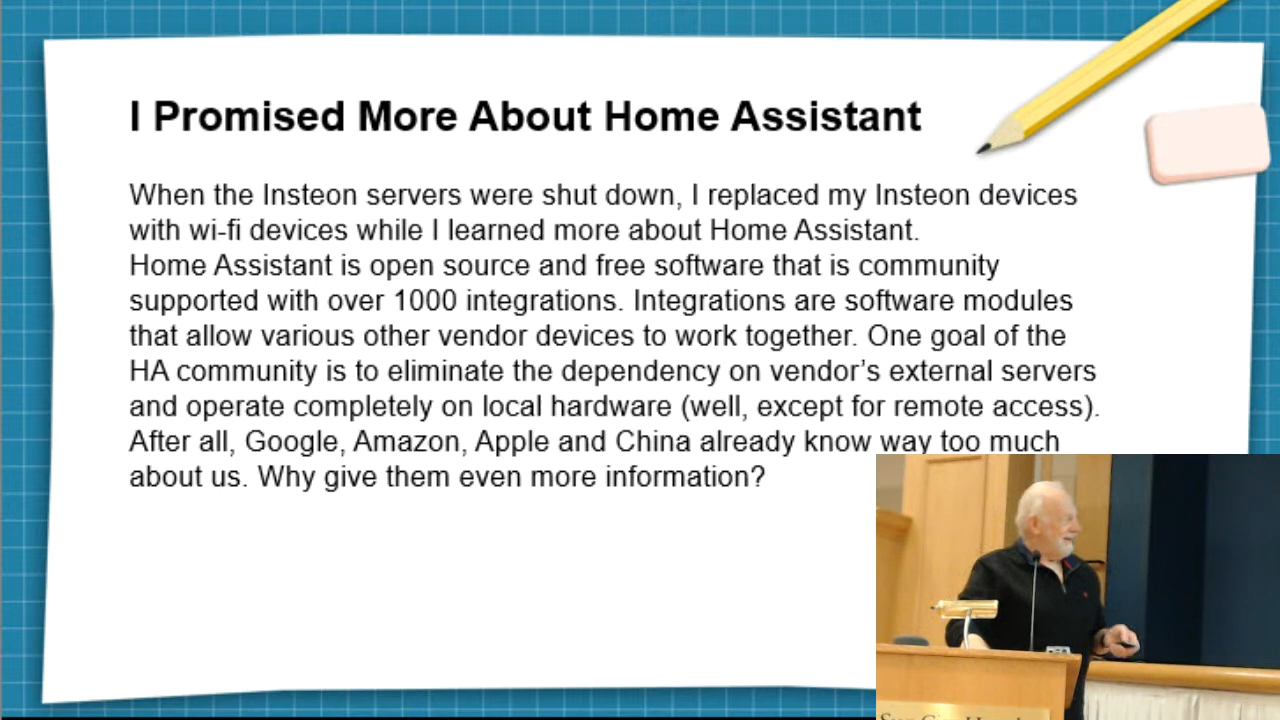 I Promised More About Home Assistant
When the Insteon servers were shut down, I replaced my Insteon devices
with wi-fi devices while I learned more about Home Assistant.
Home Assistant is open source and free software that is community
supported with over 1000 integrations. Integrations are software modules
that allow various other vendor devices to work together. One goal of the
HA community is to eliminate the dependency on vendor’s external servers
and operate completely on local hardware (well, except for remote access).
After all, Google, Amazon, Apple and China already know way too much
about us. Why give them even more information?